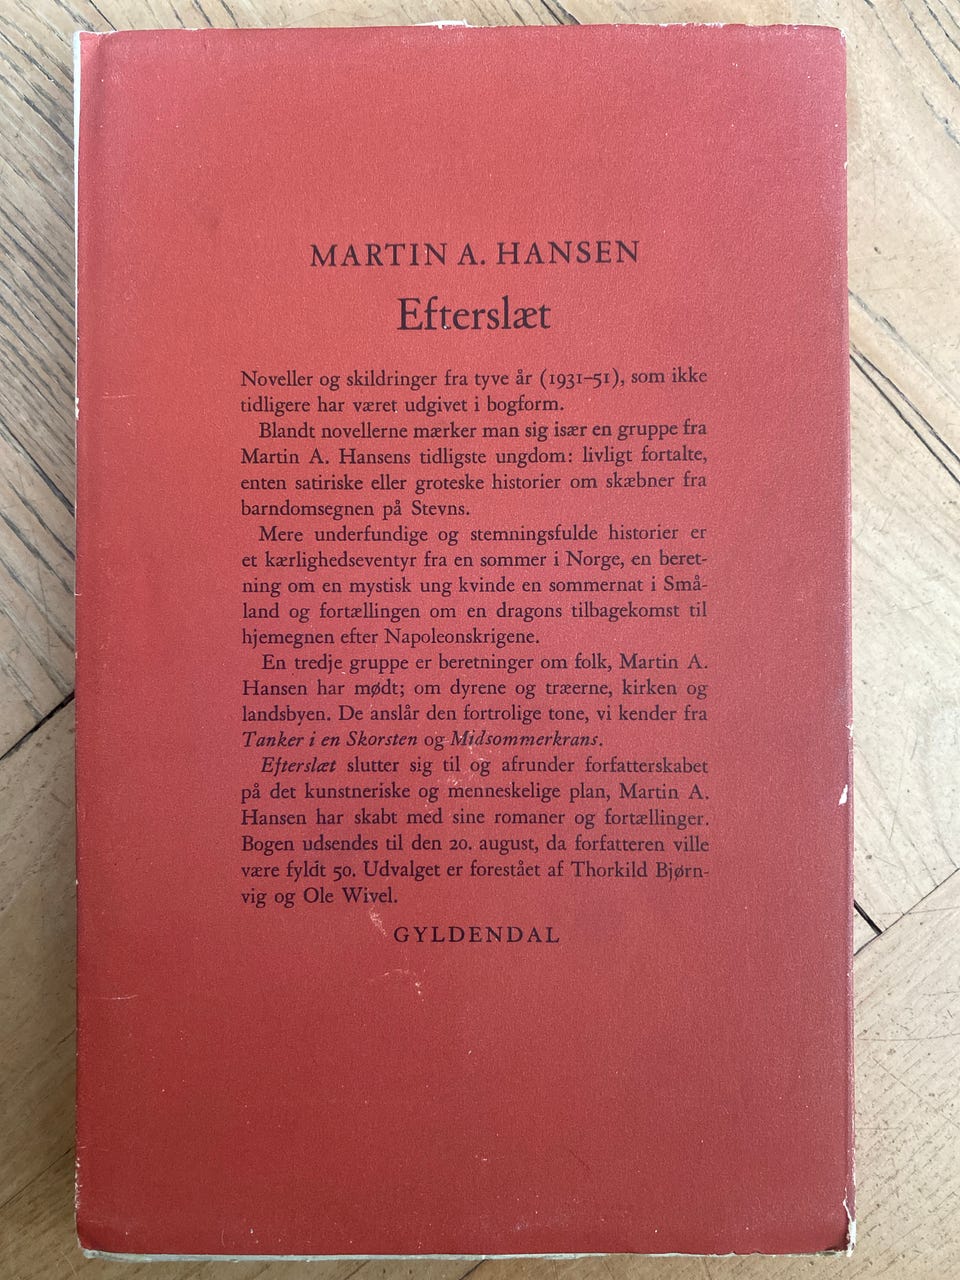 MARTIN A. HANSEN
Efterslæt
Noveller og skildringer fra tyve år (1931–51), som ikke
tidligere har været udgivet i bogform.
Blandt novellerne mærker man sig især en gruppe fra
Martin A. Hansens tidligste ungdom: livligt fortalte,
enten satiriske eller groteske historier om skæbner fra
barndomsegnen på Stevns.
Mere underfundige og stemningsfulde historier er
et kærlighedseventyr fra en sommer i Norge, en beret-
ning om en mystisk ung kvinde en sommernat i Små-
land og fortællingen om en dragons tilbagekomst til
hjemegnen efter Napoleonskrigene.
En tredje gruppe er beretninger om folk, Martin A.
Hansen har mødt; om dyrene og træerne, kirken og
landsbyen. De anslår den fortrolige tone, vi kender fra
Tanker i en Skorsten og Midsommerkrans.
Efterslæt slutter sig til og afrunder forfatterskabet
på det kunstneriske og menneskelige plan, Martin A.
Hansen har skabt med sine romaner og fortællinger.
Bogen udsendes til den 20. august, da forfatteren ville
være fyldt 50. Udvalget er forestået af Thorkild Bjørn-
vig og Ole Wivel.
GYLDENDAL